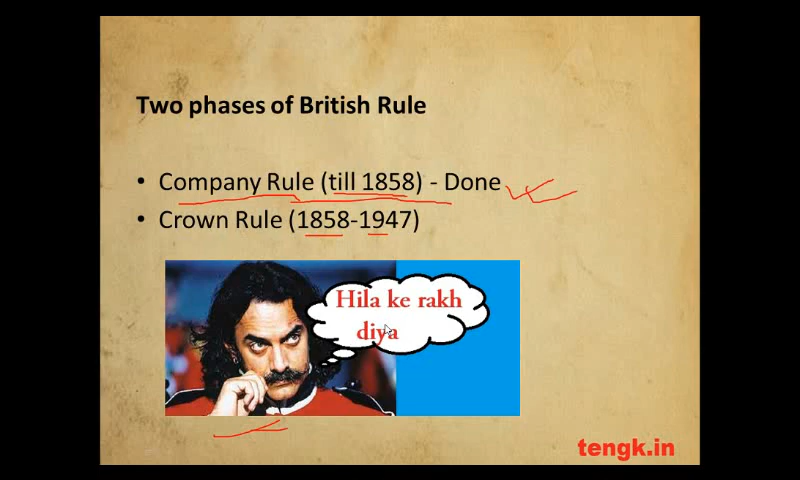 Two phases of British Rule
• Company Rule (till 1858) - Done
• Crown Rule (1858-1947)
Hila ke rakh
diya
tengk.in